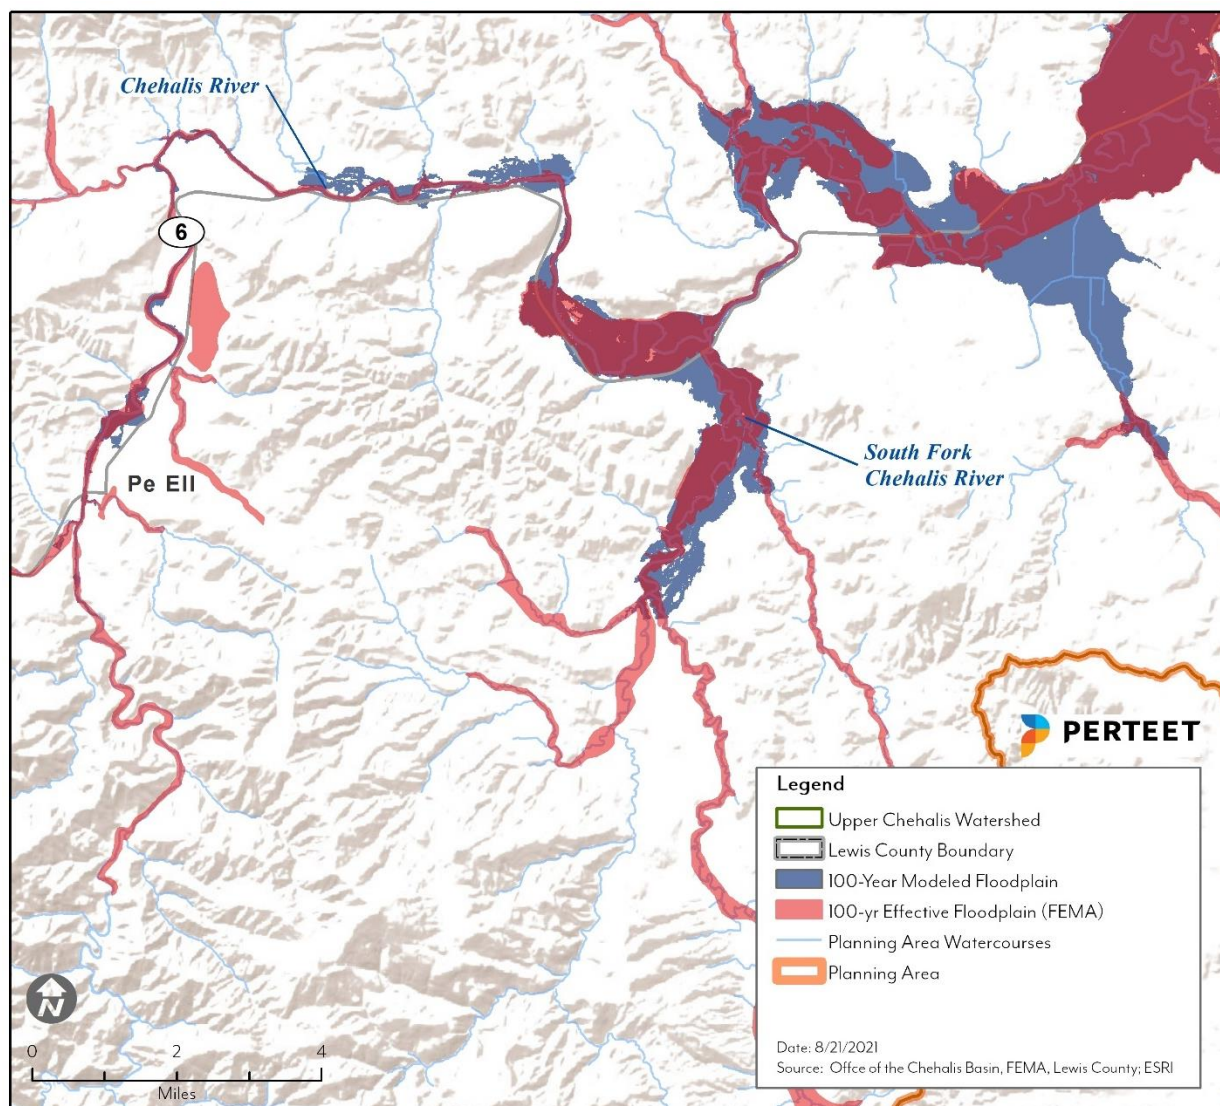 Chehalis River
6
Pe Ell
South Fork
Chehalis River
PERTEET
Legend
Upper Chehalis Watershed
Lewis County Boundary
100-Year Modeled Floodplain
100-yr Effective Floodplain (FEMA)
Planning Area Watercourses
Planning Area
Date: 8/21/2021
Source: Offce of the Chehalis Basin, FEMA, Lewis County; ESRI
N
0 2 4
Miles